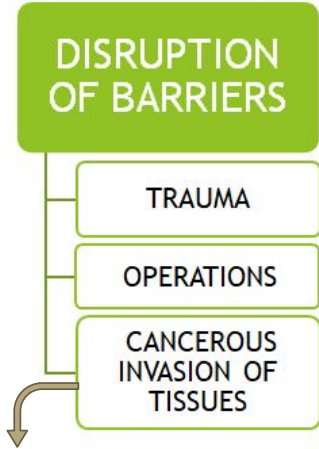 DISRUPTION
OF BARRIERS
TRAUMA
OPERATIONS
CANCEROUS
INVASION OF
TISSUES